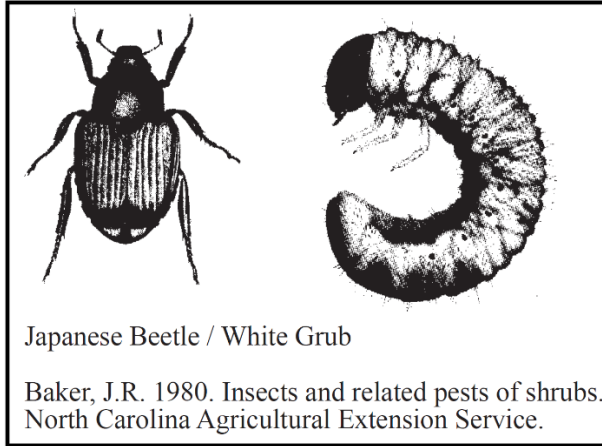 Japanese Beetle / White Grub
Baker, J.R. 1980. Insects and related pests of shrubs.
North Carolina Agricultural Extension Service.